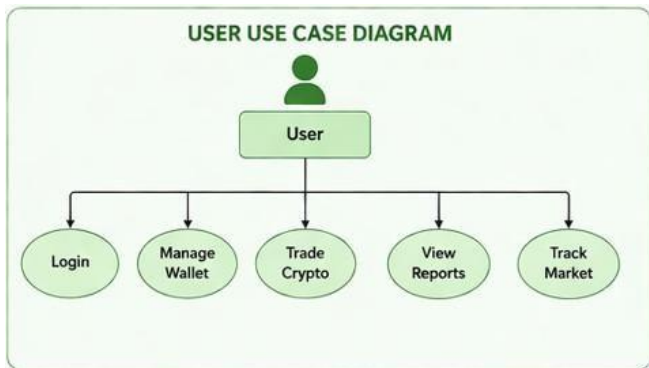 USER USE CASE DIAGRAM
User
Login
Manage
Wallet
Trade
Crypto
View
Reports
Track
Market